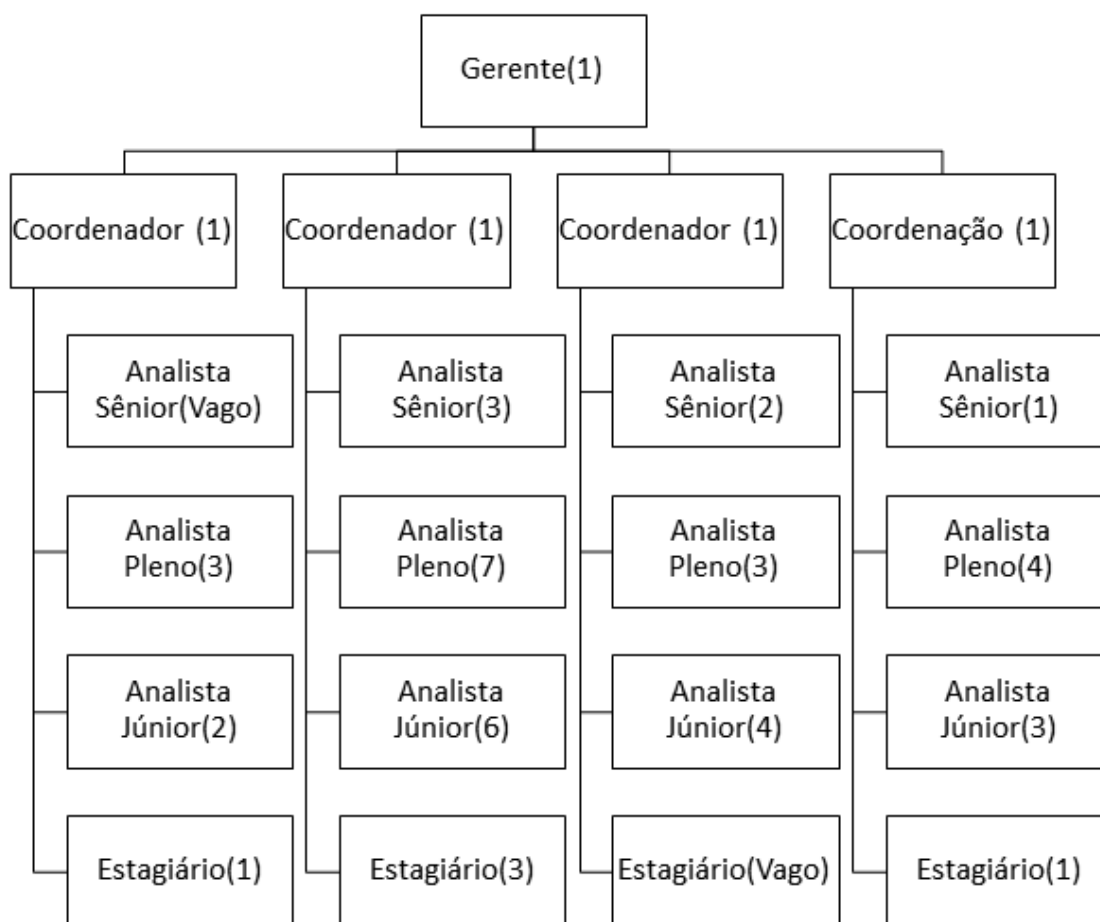 Gerente(1)
Coordenador (1)
Coordenador (1)
Coordenador (1)
Coordenação (1)
Analista
Sênior(Vago)
Analista
Sênior(3)
Analista
Sênior(2)
Analista
Sênior(1)
Analista
Pleno(3)
Analista
Pleno(7)
Analista
Pleno(3)
Analista
Pleno(4)
Analista
Júnior(2)
Analista
Júnior(6)
Analista
Júnior(4)
Analista
Júnior(3)
Estagiário(1)
Estagiário(3)
Estagiário(Vago)
Estagiário(1)